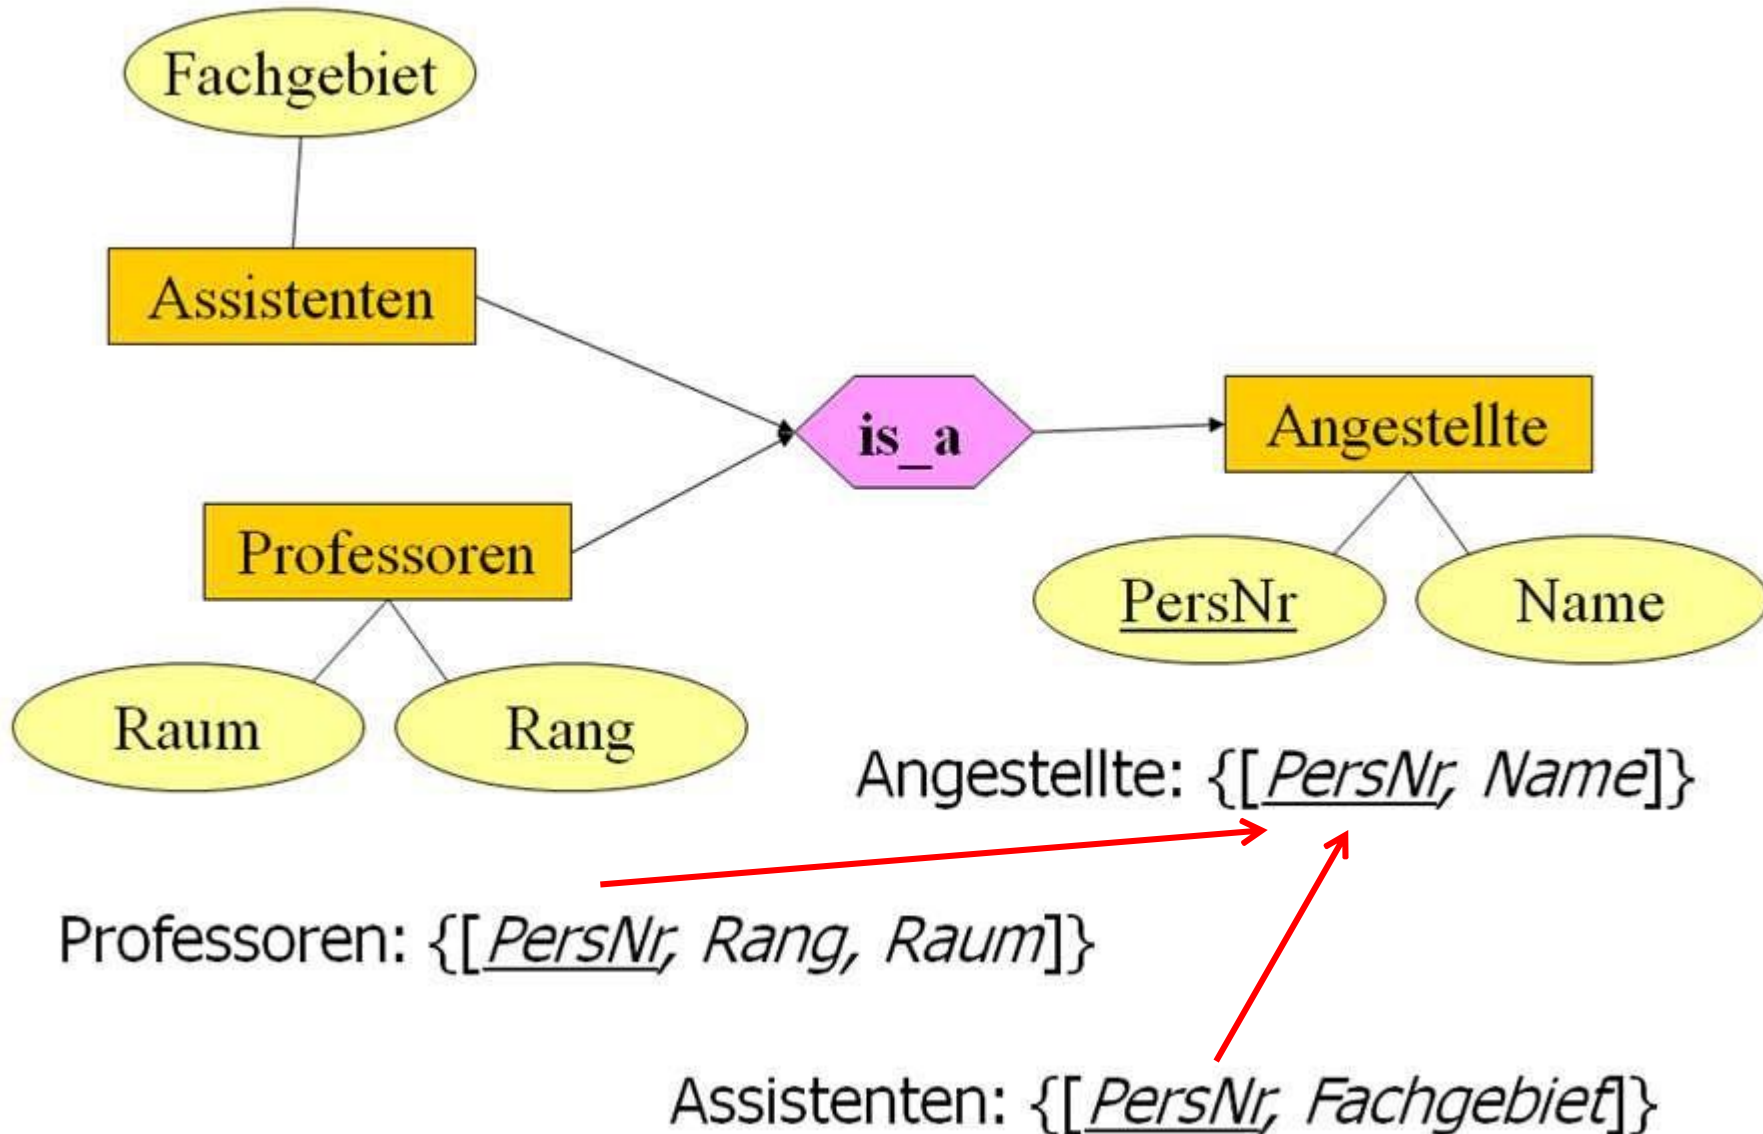 Fachgebiet
Assistenten
is_a
Angestellte
Professoren
PersNr
Name
Raum
Rang
Angestellte: {[PersNr, Name]}
Professoren: {[PersNr, Rang, Raum]}
Assistenten: {[PersNr, Fachgebiet]}